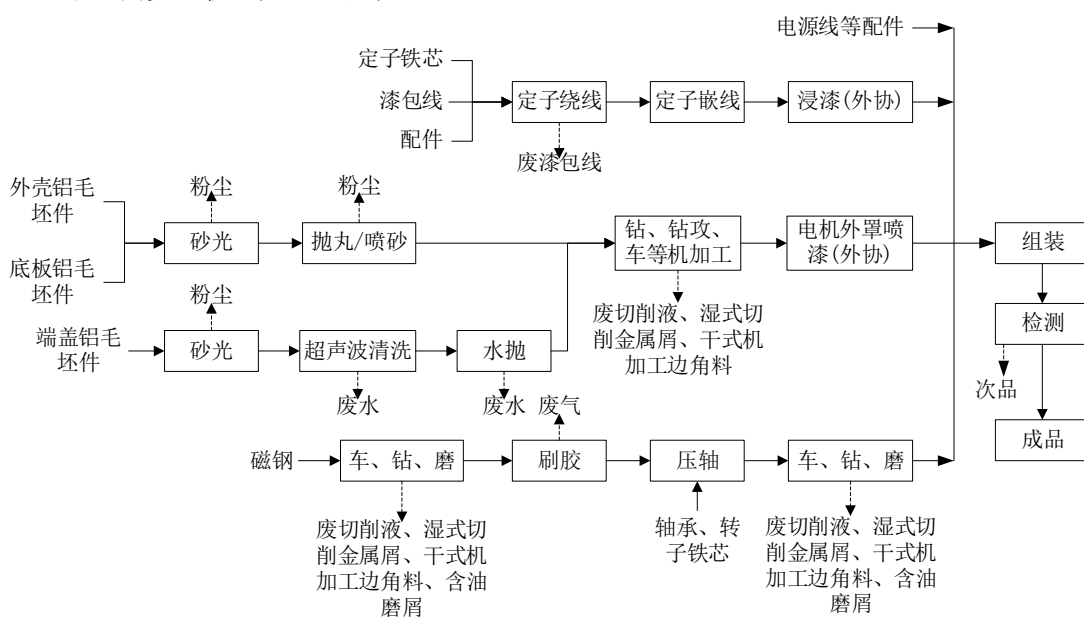 电源线等配件
定子铁芯
漆包线
配件
定子绕线
定子嵌线
浸漆(外协)
废漆包线
外壳铝毛
坯件
底板铝毛
坯件
粉尘
粉尘
砂光
抛丸/喷砂
钻、钻攻、
车等机加工
电机外罩喷
漆(外协)
组装
废切削液、湿式切
削金属屑、干式机
加工边角料
检测
次品
成品
端盖铝毛
坯件
粉尘
砂光
超声波清洗
水抛
废水
废水
废气
磁钢
车、钻、磨
刷胶
压轴
车、钻、磨
废切削液、湿式切
削金属屑、干式机
加工边角料、含油
磨屑
轴承、转
子铁芯
废切削液、湿式切
削金属屑、干式机
加工边角料、含油
磨屑